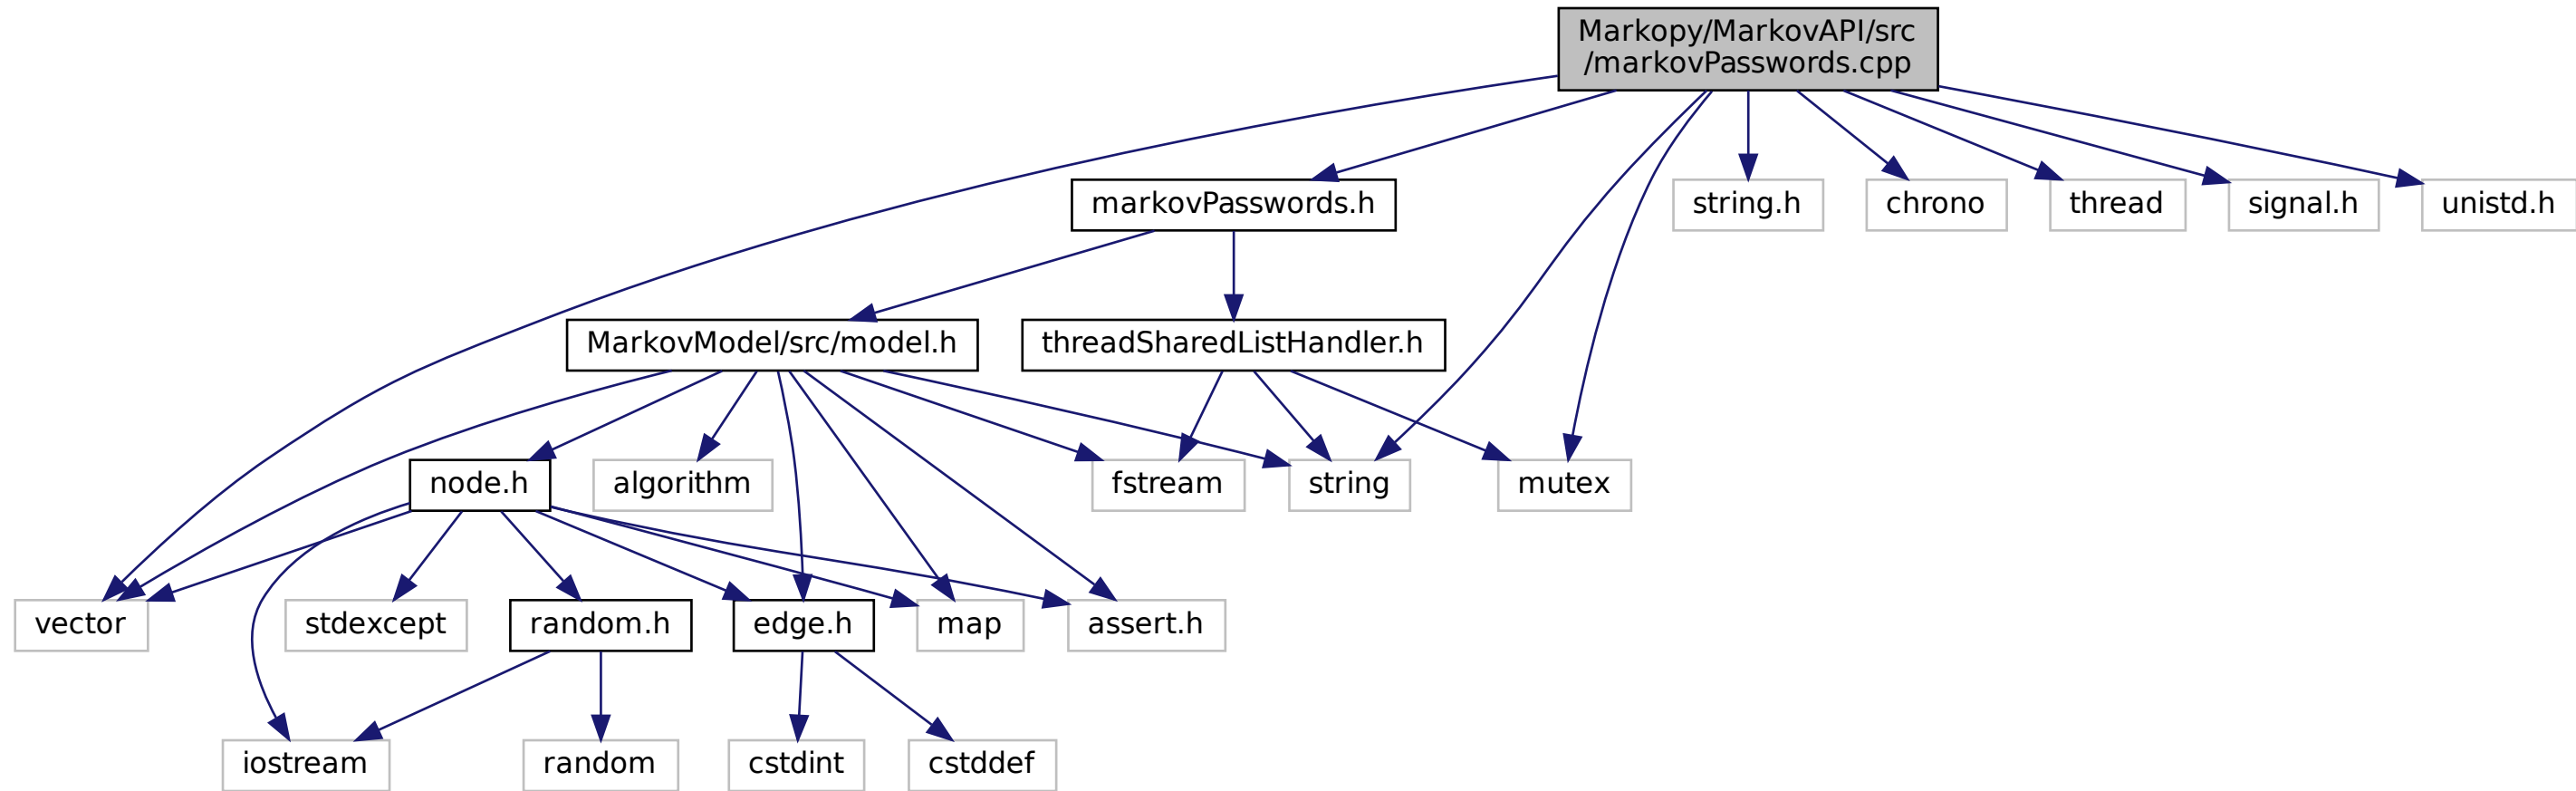 Markopy/MarkovAPI/src
/markovPasswords.cpp
markovPasswords.h
string.h
chrono
thread
signal.h
unistd.h
MarkovModel/src/model.h
threadSharedListHandler.h
node.h
algorithm
fstream
string
mutex
vector
stdexcept
random.h
edge.h
map
assert.h
iostream
random
cstdint
cstddef